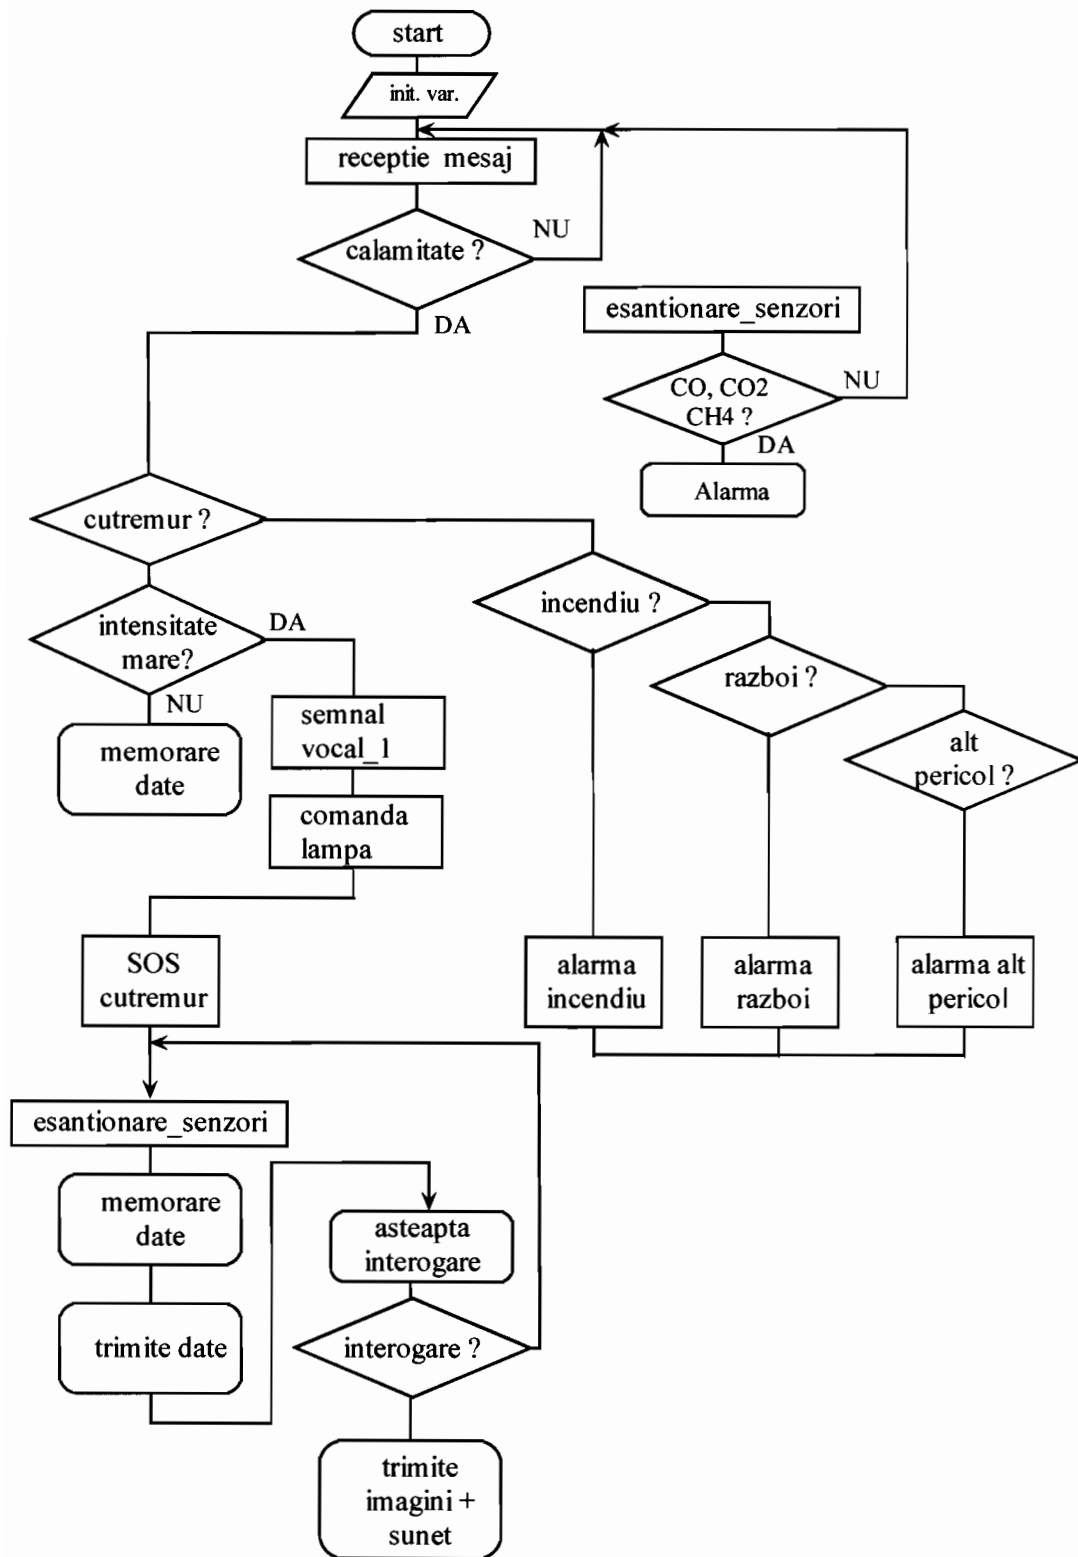 start
init. var.
receptie mesaj
calamitate ?
NU
DA
esantionare_senzori
CO, CO2
CH4 ?
NU
DA
Alarma
cutremur ?
incendiu ?
razboi ?
alt
pericol ?
intensitate
mare?
DA
NU
memorare
date
semnal
vocal_1
comanda
lampa
SOS
cutremur
alarma
incendiu
alarma
razboi
alarma alt
pericol
esantionare_senzori
memorare
date
trimite date
asteapta
interogare
interogare ?
trimite
imagini +
sunet